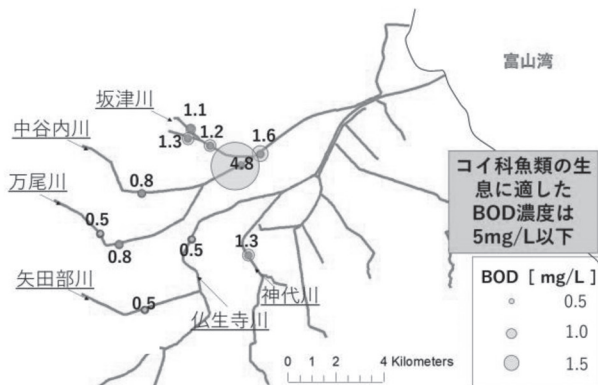 富山湾
坂津川
1.1
中谷内川
1.3
1.2
1.6
4.8
万尾川
0.8
0.5
0.8
0.5
1.3
矢田部川
0.5
神代川
仏生寺川
コイ科魚類の生
息に適した
BOD濃度は
5mg/L以下
BOD [ mg/L ]
0.5
1.0
1.5
0 1 2 4 Kilometers